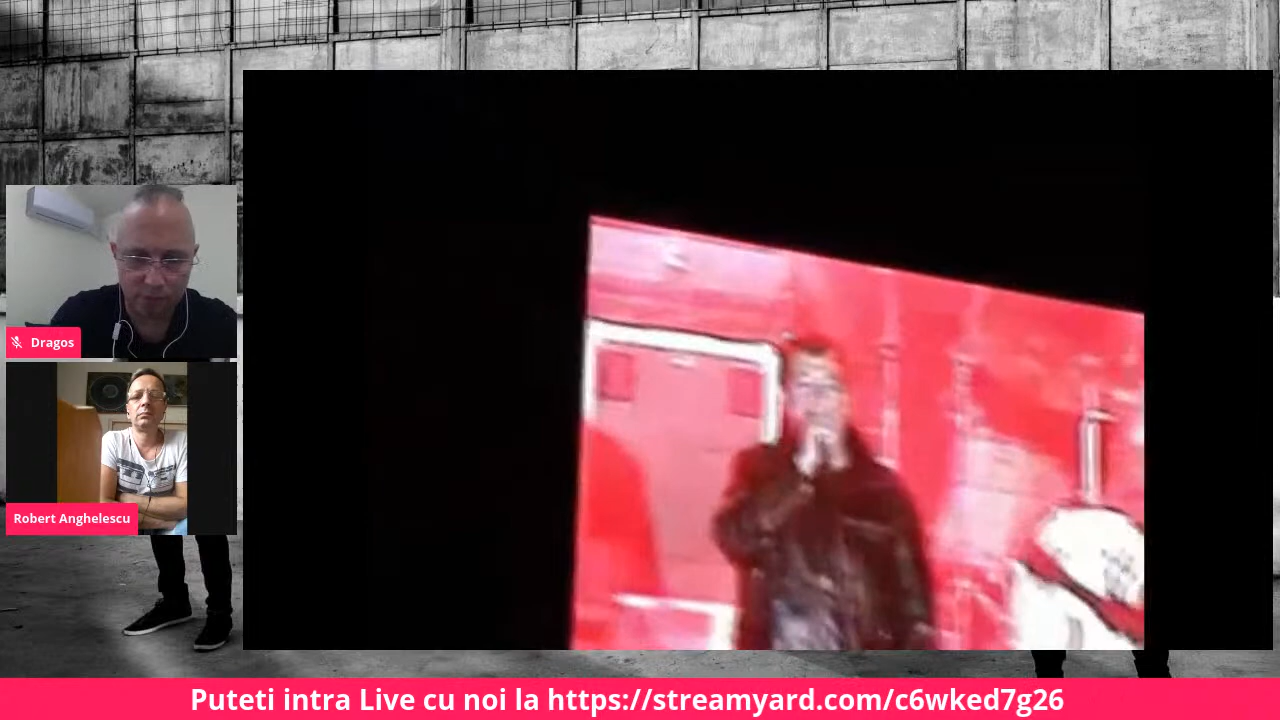 Dragos
Robert Anghelescu
Puteti intra Live cu noi la https://streamyard.com/c6wked7g26